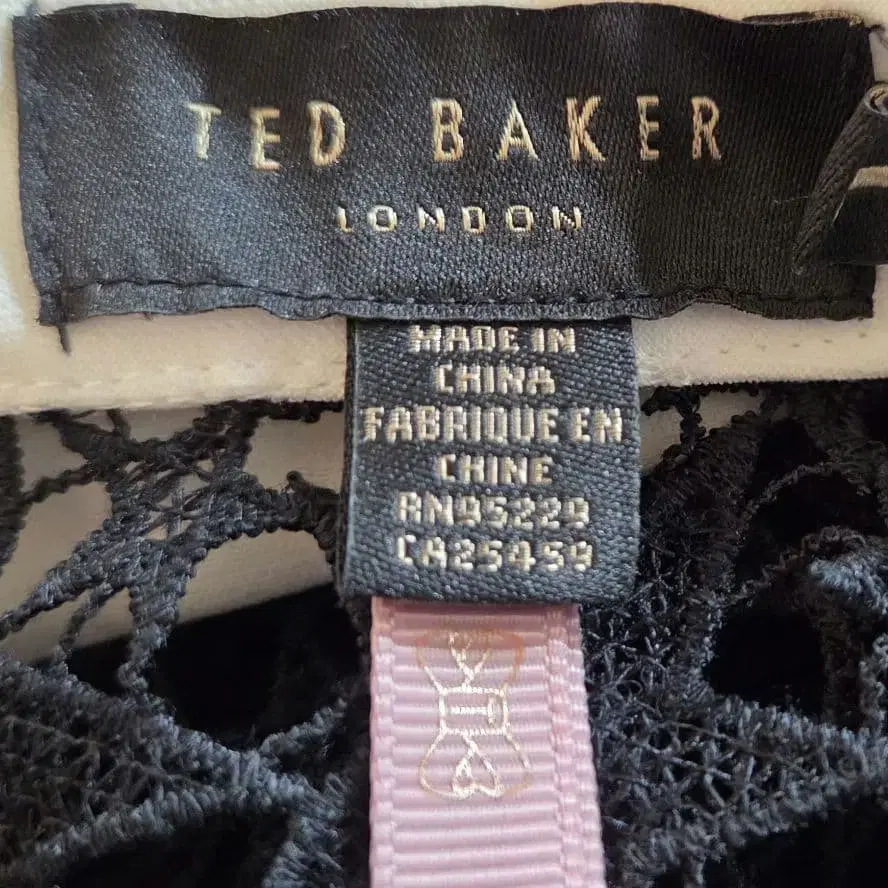 TED BAKER
LONDON
MADE IN
CHINA
FABRIQUE EN
CHINE
RN95229
CA25459